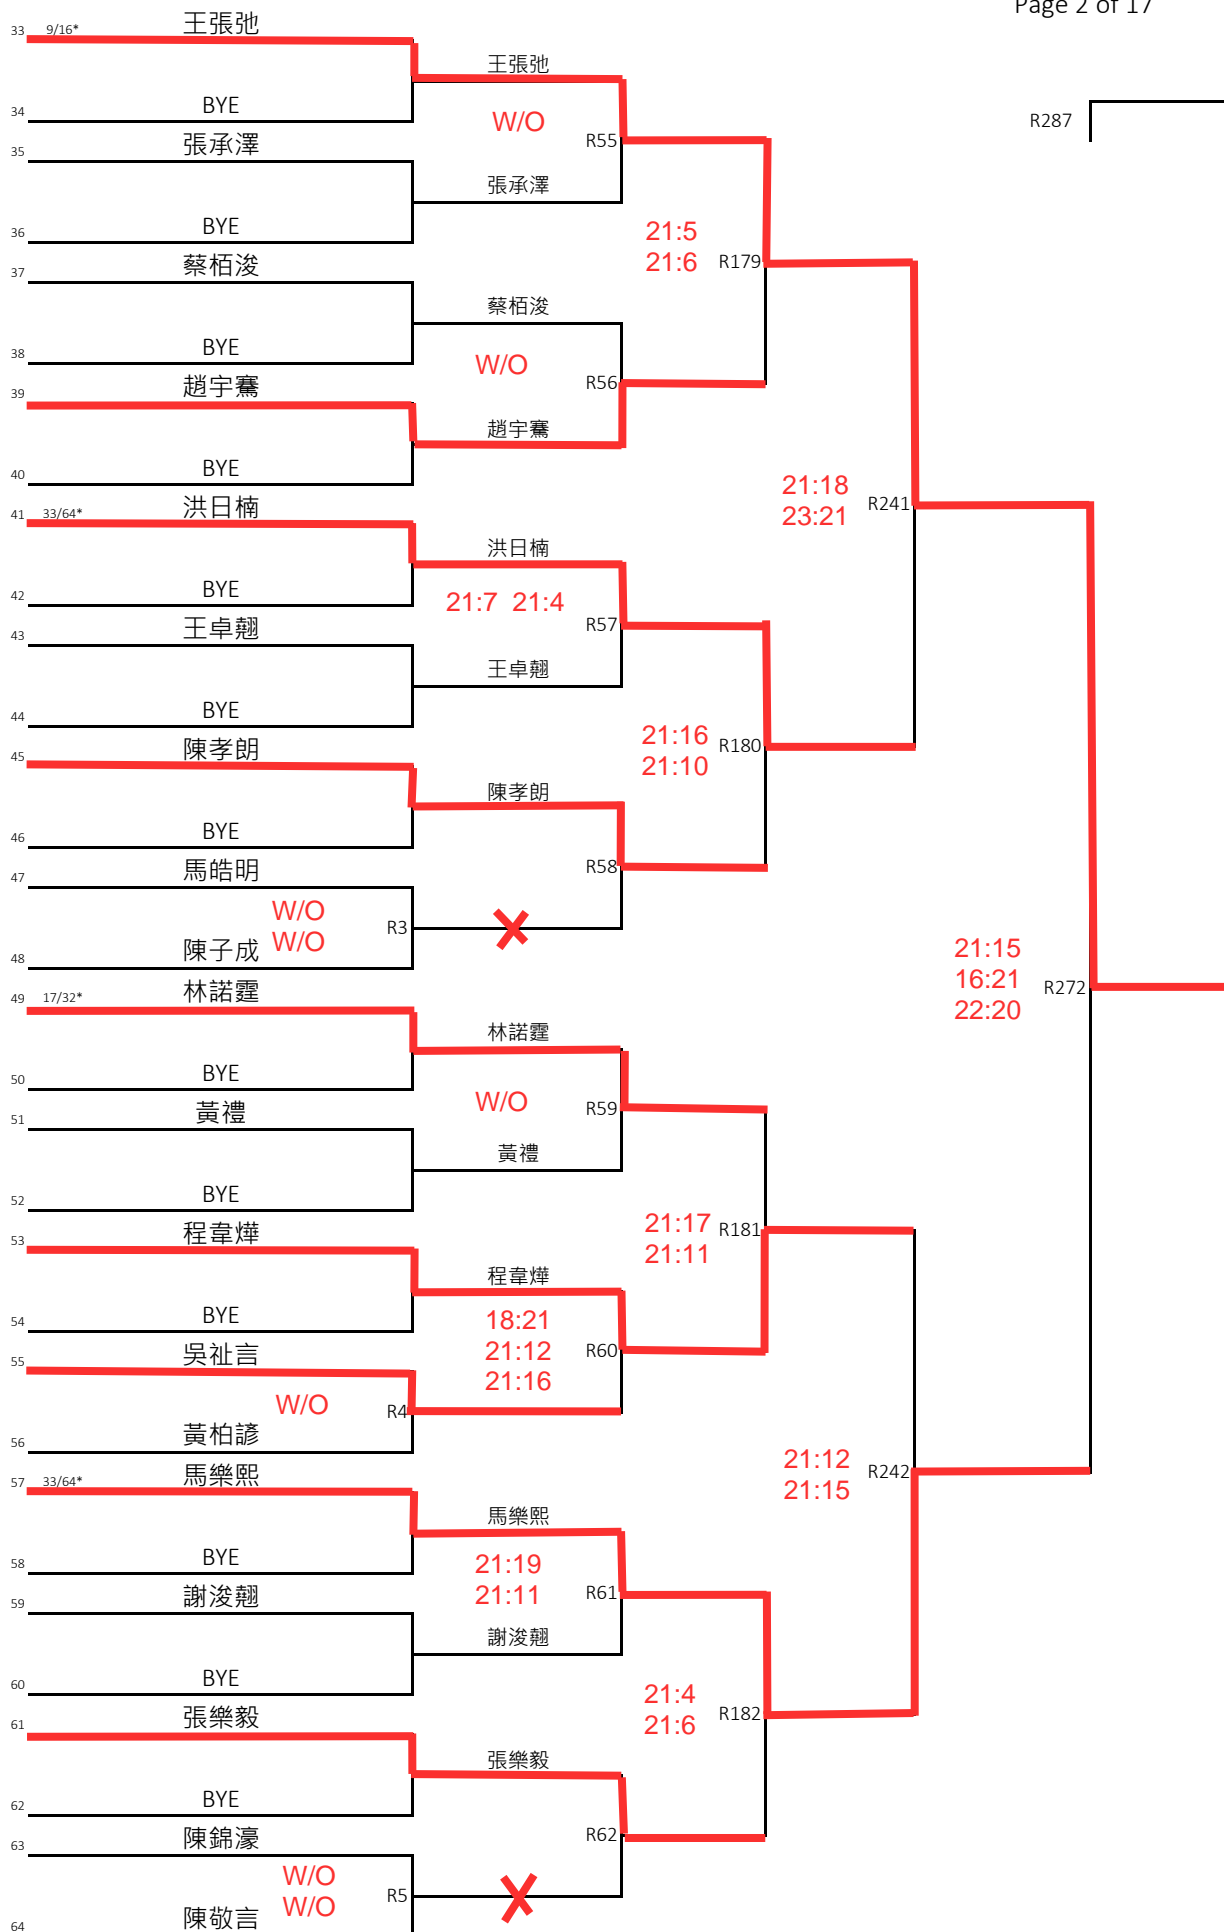 Page 2 of 17
33 9/16* 王張弛
王張弛
34 BYE
W/O
R55
R287
35 張承澤
張承澤
36 BYE
21:5
21:6
R179
37 蔡栢浚
蔡栢浚
38 BYE
W/O
R56
39 趙宇騫
趙宇騫
40 BYE
21:18
23:21
R241
41 33/64* 洪日楠
洪日楠
42 BYE
21:7 21:4
R57
43 王卓翹
王卓翹
44 BYE
21:16
21:10
R180
45 陳孝朗
陳孝朗
46 BYE
R58
47 馬皓明
W/O
W/O
R3
48 陳子成
21:15
16:21
22:20
R272
49 17/32* 林諾霆
林諾霆
50 BYE
W/O
R59
51 黃禮
黃禮
52 BYE
21:17
21:11
R181
53 程韋燁
程韋燁
54 BYE
18:21
21:12
21:16
R60
55 吳祉言
W/O
R4
56 黃柏諺
21:12
21:15
R242
57 33/64* 馬樂熙
馬樂熙
58 BYE
21:19
21:11
R61
59 謝浚翹
謝浚翹
60 BYE
21:4
21:6
R182
61 張樂毅
張樂毅
62 BYE
R62
63 陳錦濠
W/O
W/O
R5
64 陳敬言